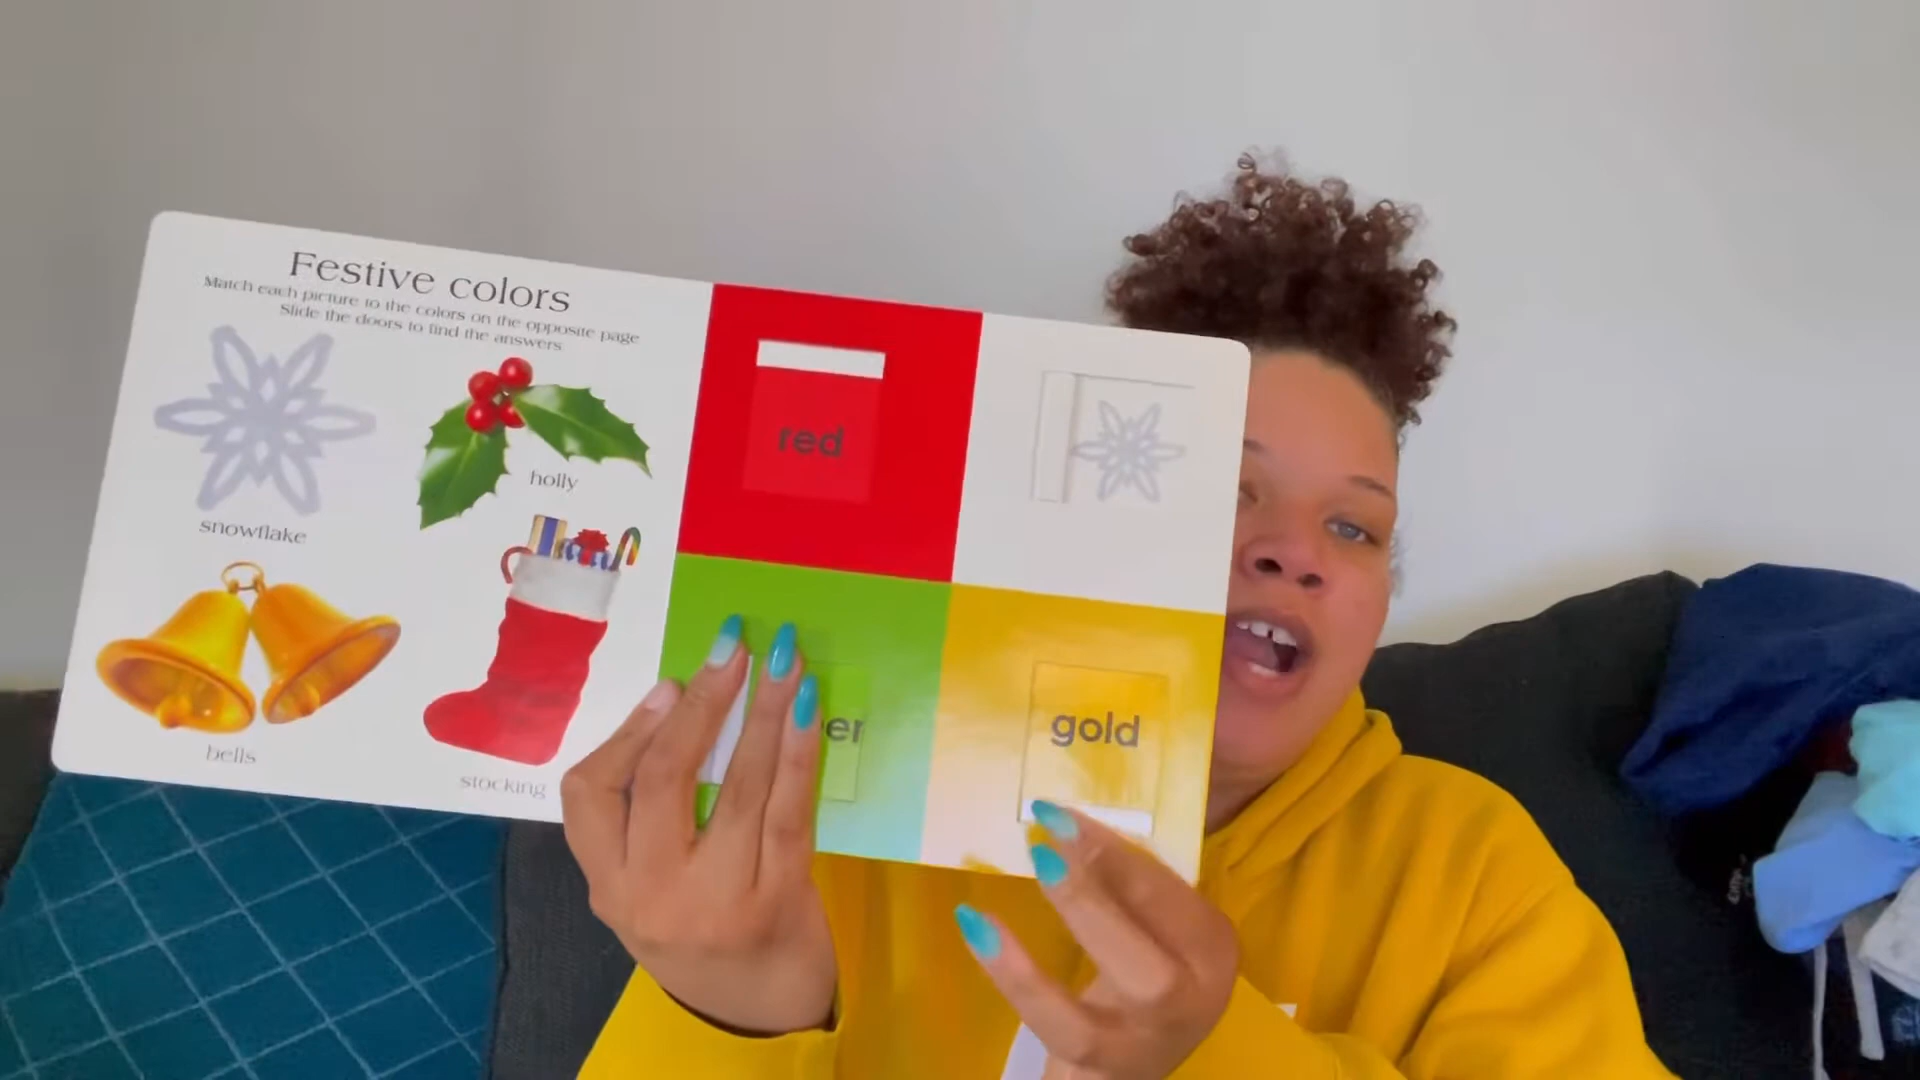 Festive colors
Match each picture to the colors on the opposite page
Slide the doors to find the answers
snowflake
holly
bells
stocking
red
gold